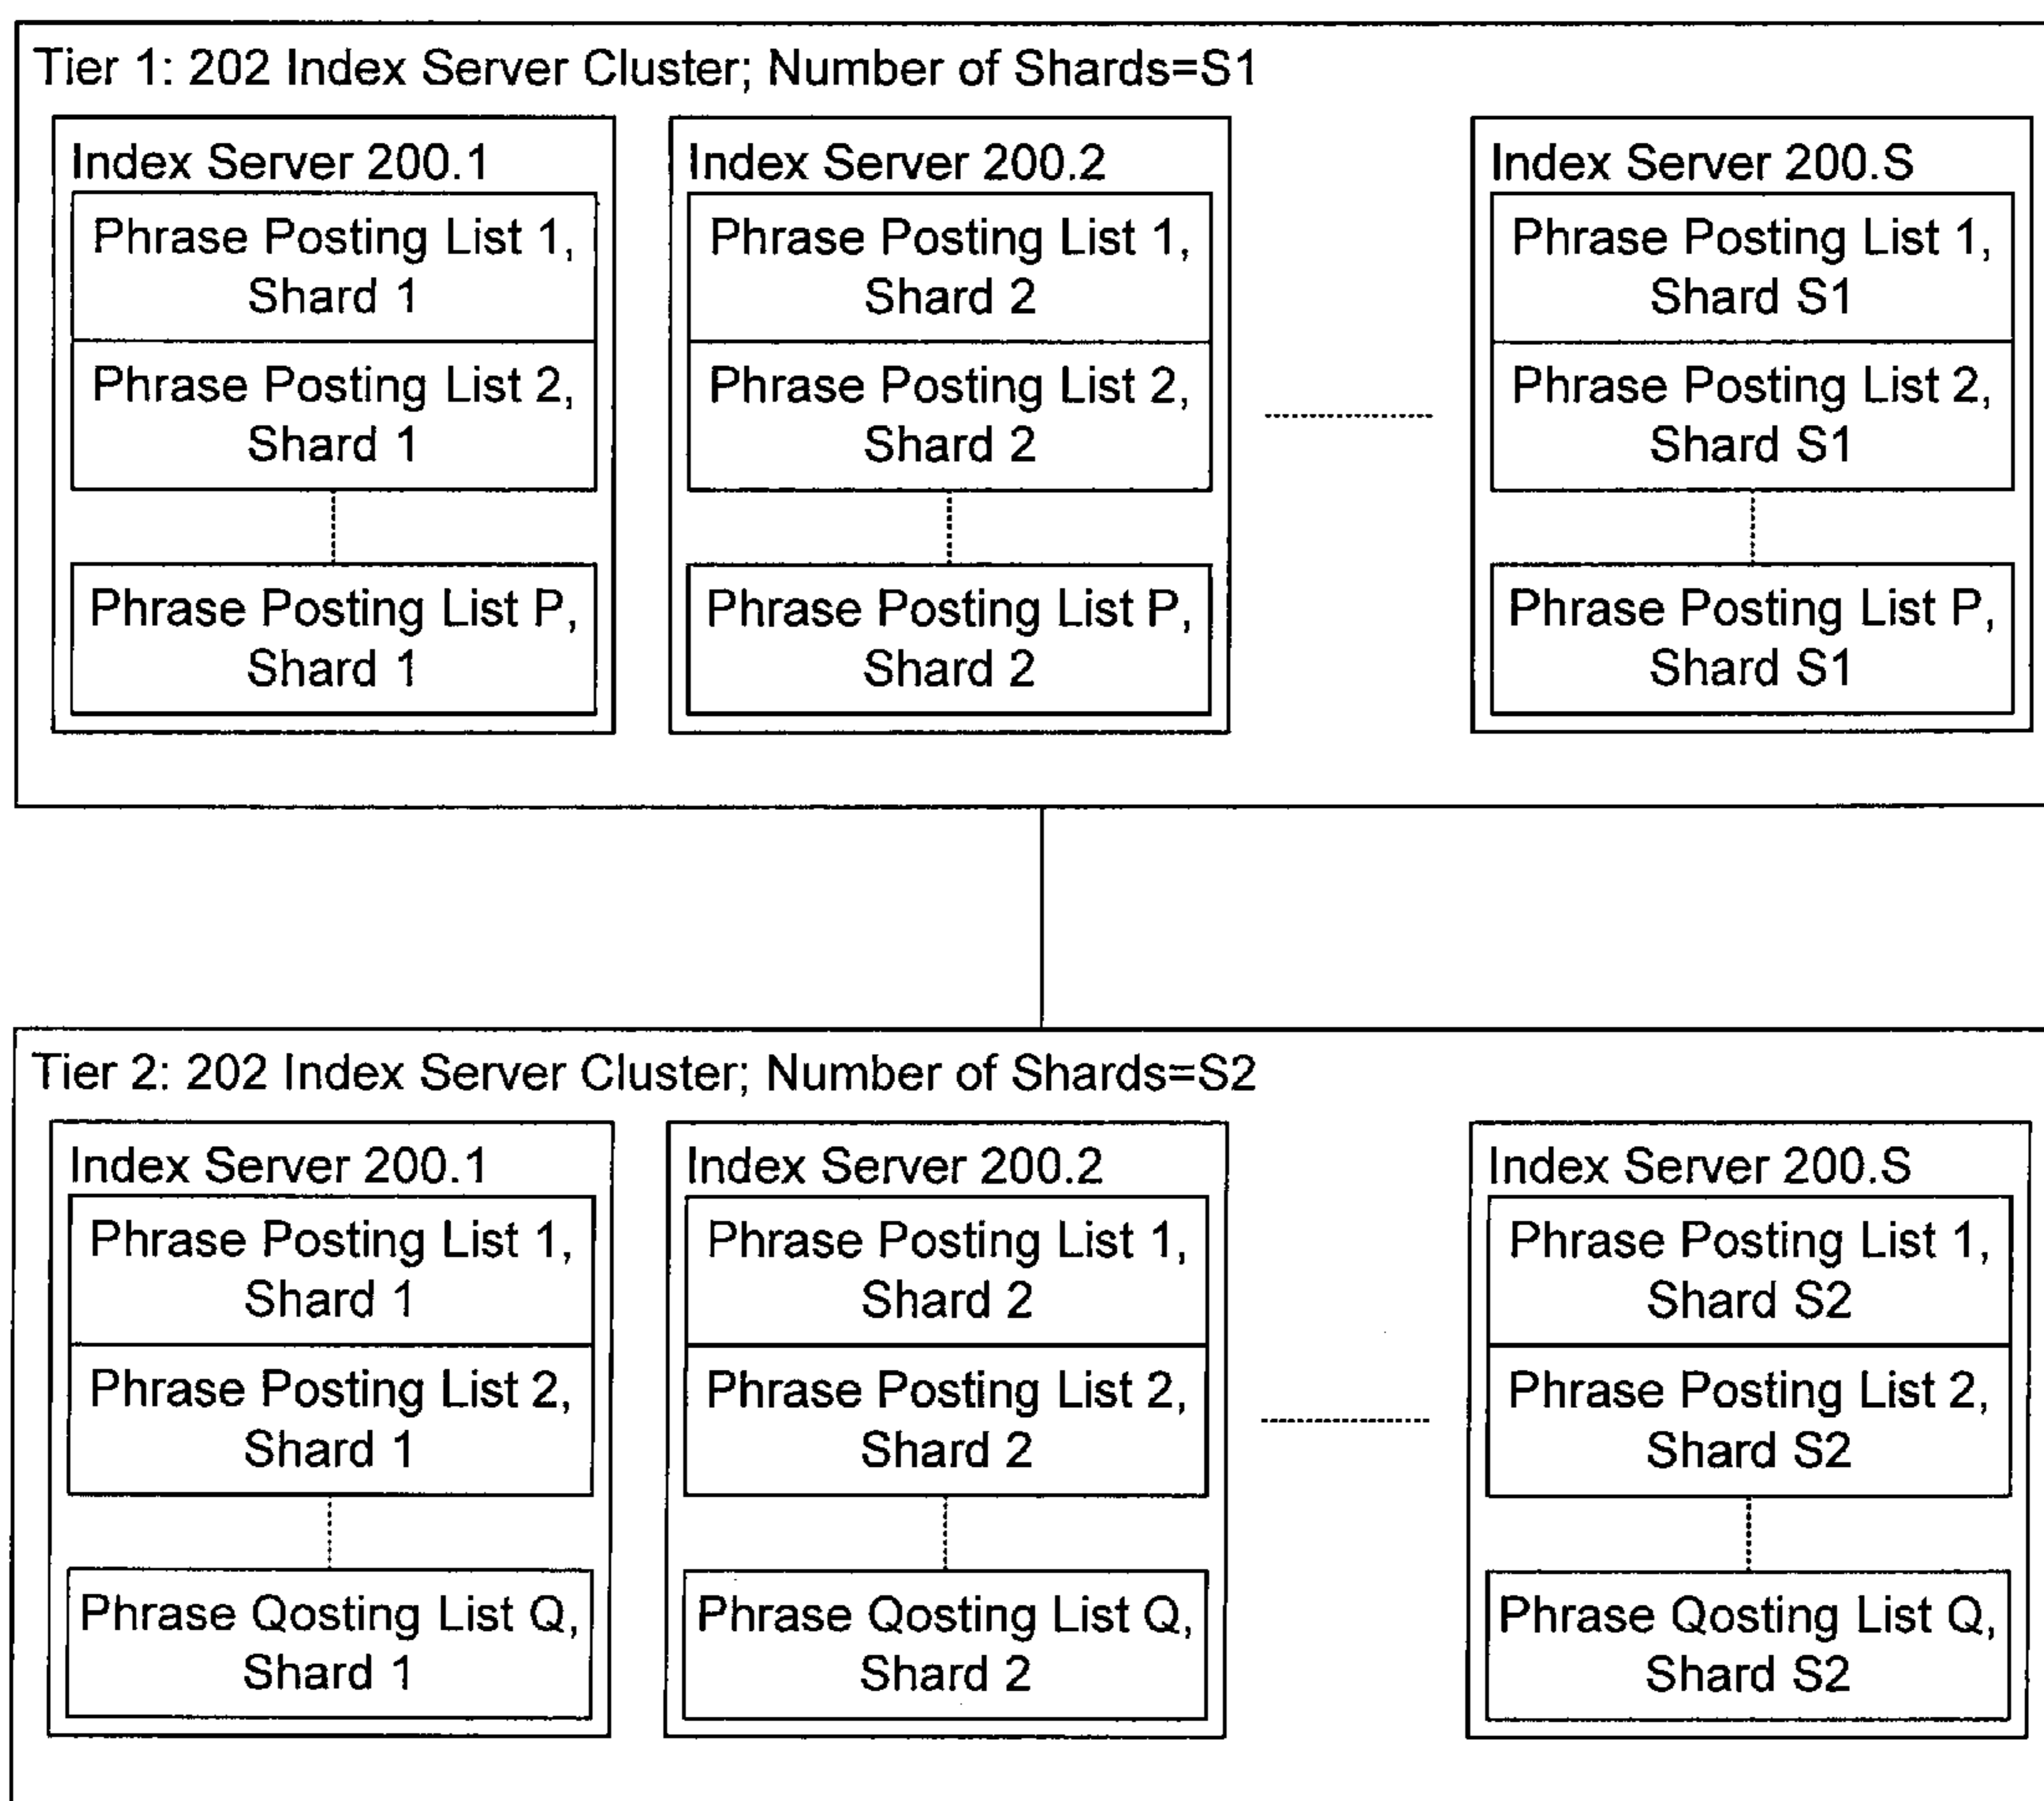 Tier 1: 202 Index Server Cluster; Number of Shards=S1
Index Server 200.1
Phrase Posting List 1,
Shard 1
Phrase Posting List 2,
Shard 1
Phrase Posting List P,
Shard 1
Index Server 200.2
Phrase Posting List 1,
Shard 2
Phrase Posting List 2,
Shard 2
Phrase Posting List P,
Shard 2
Index Server 200.S
Phrase Posting List 1,
Shard S1
Phrase Posting List 2,
Shard S1
Phrase Posting List P,
Shard S1
Tier 2: 202 Index Server Cluster; Number of Shards=S2
Index Server 200.1
Phrase Posting List 1,
Shard 1
Phrase Posting List 2,
Shard 1
Phrase Qosting List Q,
Shard 1
Index Server 200.2
Phrase Posting List 1,
Shard 2
Phrase Posting List 2,
Shard 2
Phrase Qosting List Q,
Shard 2
Index Server 200.S
Phrase Posting List 1,
Shard S2
Phrase Posting List 2,
Shard S2
Phrase Qosting List Q,
Shard S2